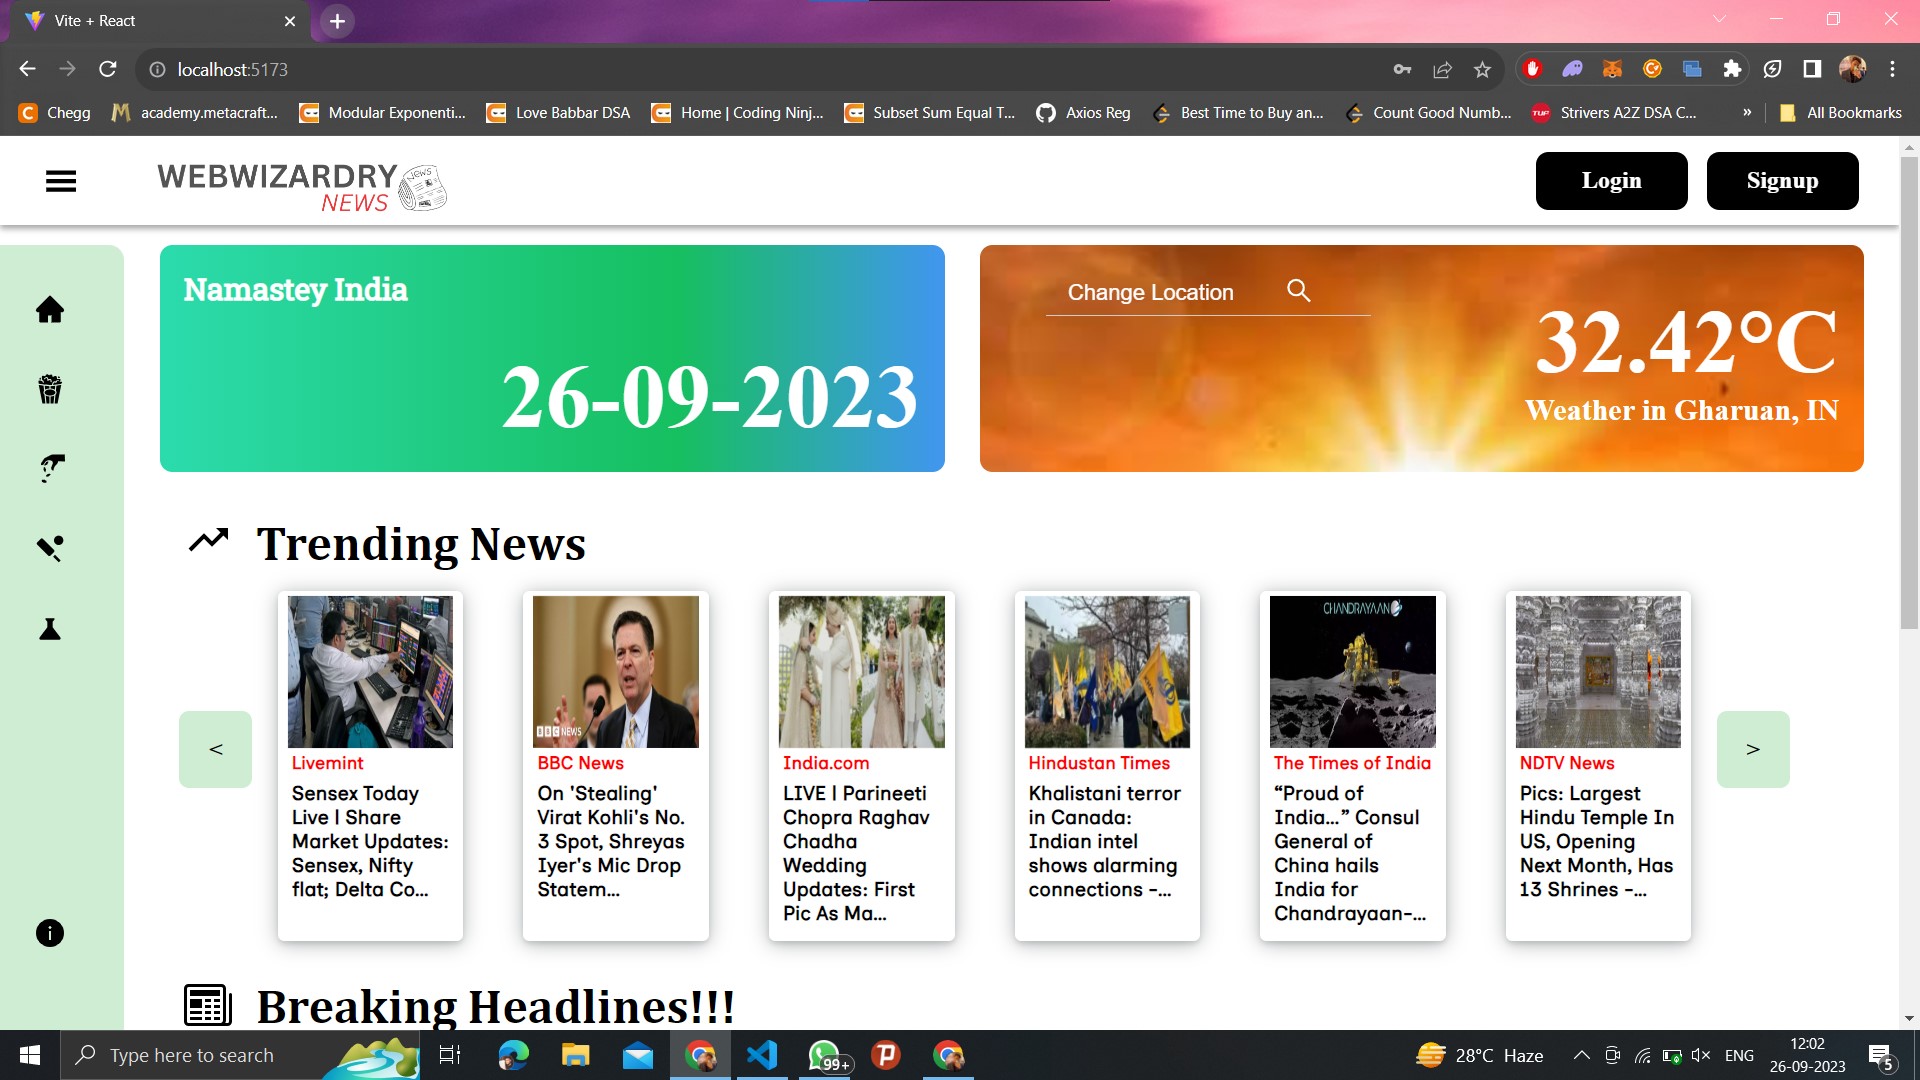 Vite + React
localhost:5173
Chegg
academy.metacraft...
Modular Exponenti...
Love Babbar DSA
Home | Coding Ninj...
Subset Sum Equal T...
Axios Reg
Best Time to Buy an...
Count Good Numb...
TUF
Strivers A2Z DSA C...
»
All Bookmarks
WEBWIZARDRY
NEWS
NEWS
Login
Signup
Namastey India
26-09-2023
Change Location
32.42°C
Weather in Gharuan, IN
Trending News
<
BBC NEWS
CHANDRAYAAN
>
Livemint
Sensex Today
Live | Share
Market Updates:
Sensex, Nifty
flat; Delta Co...
BBC News
On 'Stealing'
Virat Kohli's No.
3 Spot, Shreyas
Iyer's Mic Drop
Statem...
India.com
LIVE | Parineeti
Chopra Raghav
Chadha
Wedding
Updates: First
Pic As Ma...
Hindustan Times
Khalistani terror
in Canada:
Indian intel
shows alarming
connections -...
The Times of India
“Proud of
India...” Consul
General of
China hails
India for
Chandrayaan-...
NDTV News
Pics: Largest
Hindu Temple In
US, Opening
Next Month, Has
13 Shrines -...
Breaking Headlines!!!
Type here to search
99+
28°C Haze
ENG
12:02
26-09-2023
5